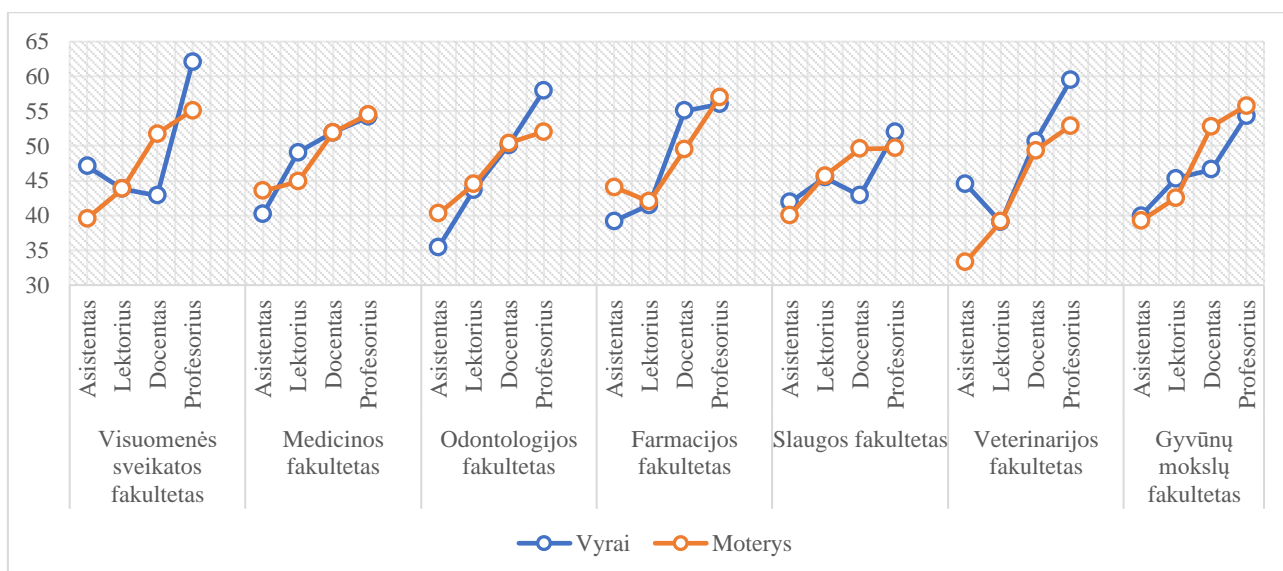 65
60
55
50
45
40
35
30
Asistentas
Lektorius
Docentas
Profesorius
Asistentas
Lektorius
Docentas
Profesorius
Asistentas
Lektorius
Docentas
Profesorius
Asistentas
Lektorius
Docentas
Profesorius
Asistentas
Lektorius
Docentas
Profesorius
Asistentas
Lektorius
Docentas
Profesorius
Asistentas
Lektorius
Docentas
Profesorius
Visuomenės
sveikatos
fakultetas
Medicinos
fakultetas
Odontologijos
fakultetas
Farmacijos
fakultetas
Slaugos fakultetas
Veterinarijos
fakultetas
Gyvūnų
mokslų
fakultetas
Vyrai
Moterys